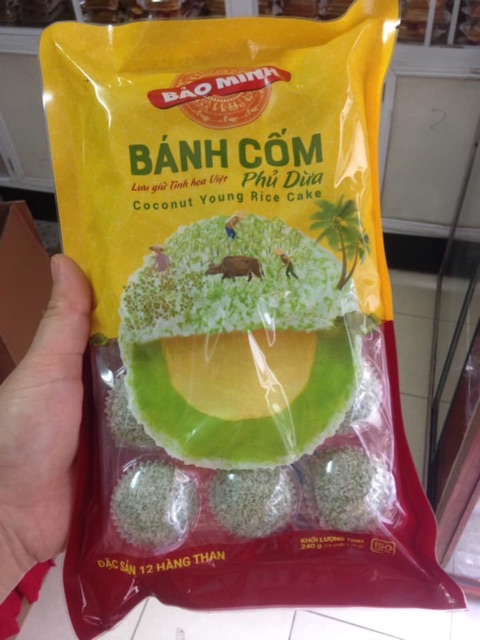 BẢO MINH
BÁNH CỐM
Lưu giữ Tinh hoa Việt
Phủ Dừa
Coconut Young Rice Cake
ĐẶC SẢN 12 HÀNG THAN
KHỐI LƯỢNG TỊNH
240 g
ISO